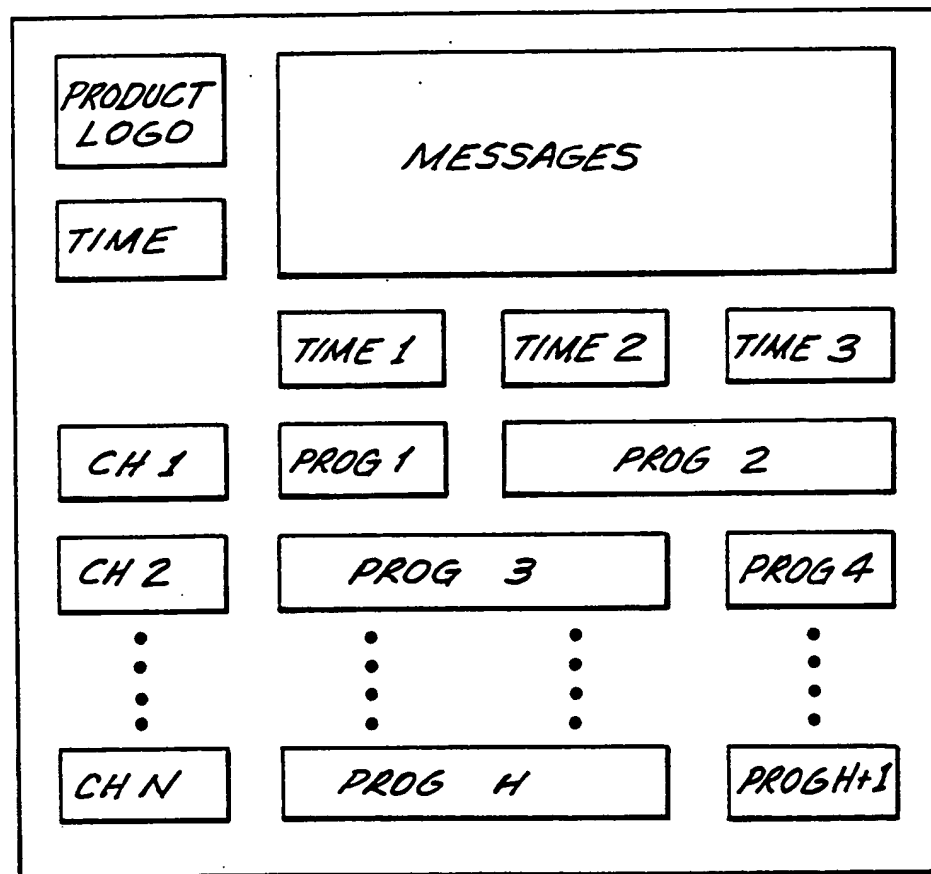 PRODUCT
LOGO
MESSAGES
TIME
TIME 1
TIME 2
TIME 3
CH 1
PROG 1
PROG 2
CH 2
PROG 3
PROG 4
CH N
PROG H
PROG H+1